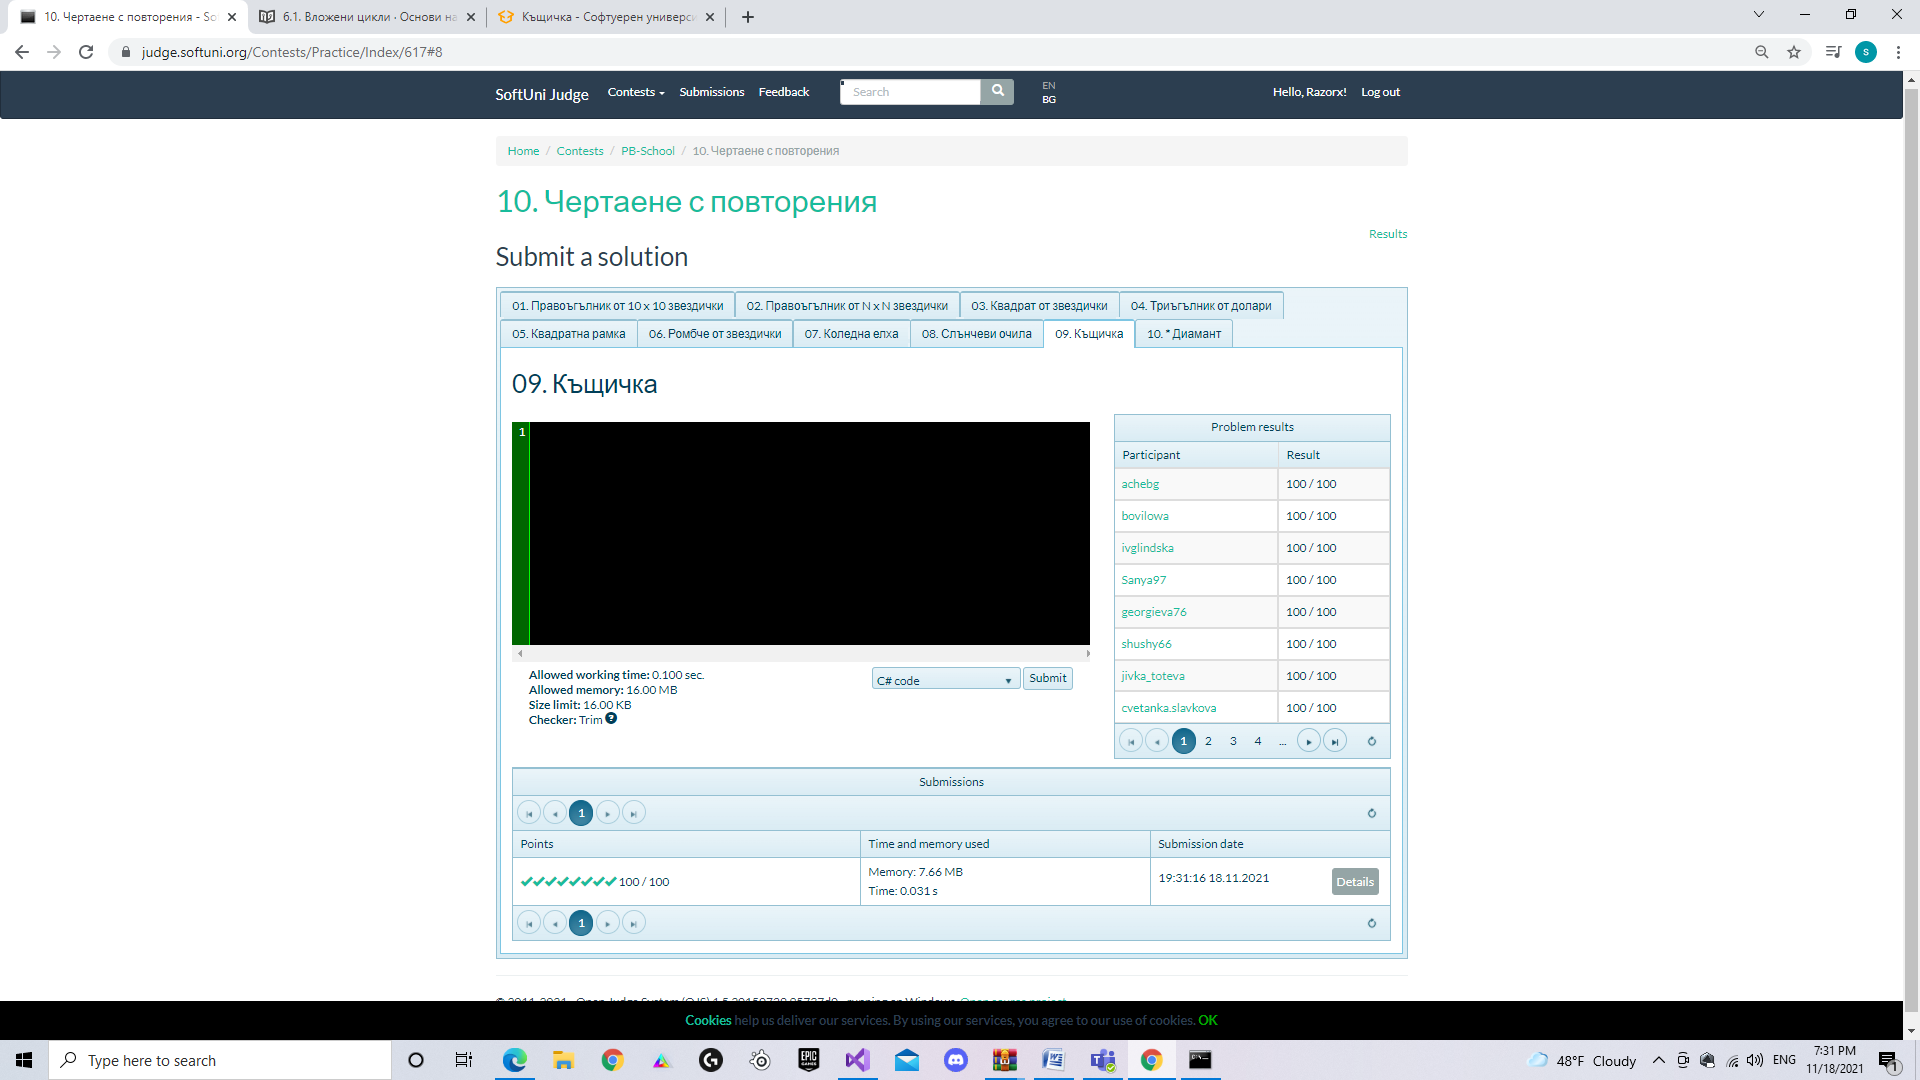 10. Чертаене с повторения - So
6.1. Вложени цикли · Основи на
Къщичка - Софтуерен универси
judge.softuni.org/Contests/Practice/Index/617#8
s
SoftUni Judge Contests Submissions Feedback Search EN
BG
Hello, Razorx! Log out
Home / Contests / PB-School / 10. Чертаене с повторения
10. Чертаене с повторения
Results
Submit a solution
01. Правоъгълник от 10 x 10 звездички 02. Правоъгълник от N x N звездички 03. Квадрат от звездички 04. Триъгълник от долари
05. Квадратна рамка 06. Ромбче от звездички 07. Коледна елха 08. Слънчеви очила 09. Къщичка 10. * Диамант
09. Къщичка
1
Problem results
Participant Result
achebg 100 / 100
bovilowa 100 / 100
ivglindska 100 / 100
Sanya97 100 / 100
georgieva76 100 / 100
shushy66 100 / 100
jivka_toteva 100 / 100
cvetanka.slavkova 100 / 100
1 2 3 4 ...
Allowed working time: 0.100 sec.
Allowed memory: 16.00 MB
Size limit: 16.00 KB
Checker: Trim ?
C# code Submit
Submissions
1
Points Time and memory used Submission date
100 / 100 Memory: 7.66 MB
Time: 0.031 s
19:31:16 18.11.2021 Details
1
Cookies help us deliver our services. By using our services, you agree to our use of cookies. OK
Type here to search
EPIC GAMES
48°F Cloudy
ENG
7:31 PM
11/18/2021
1